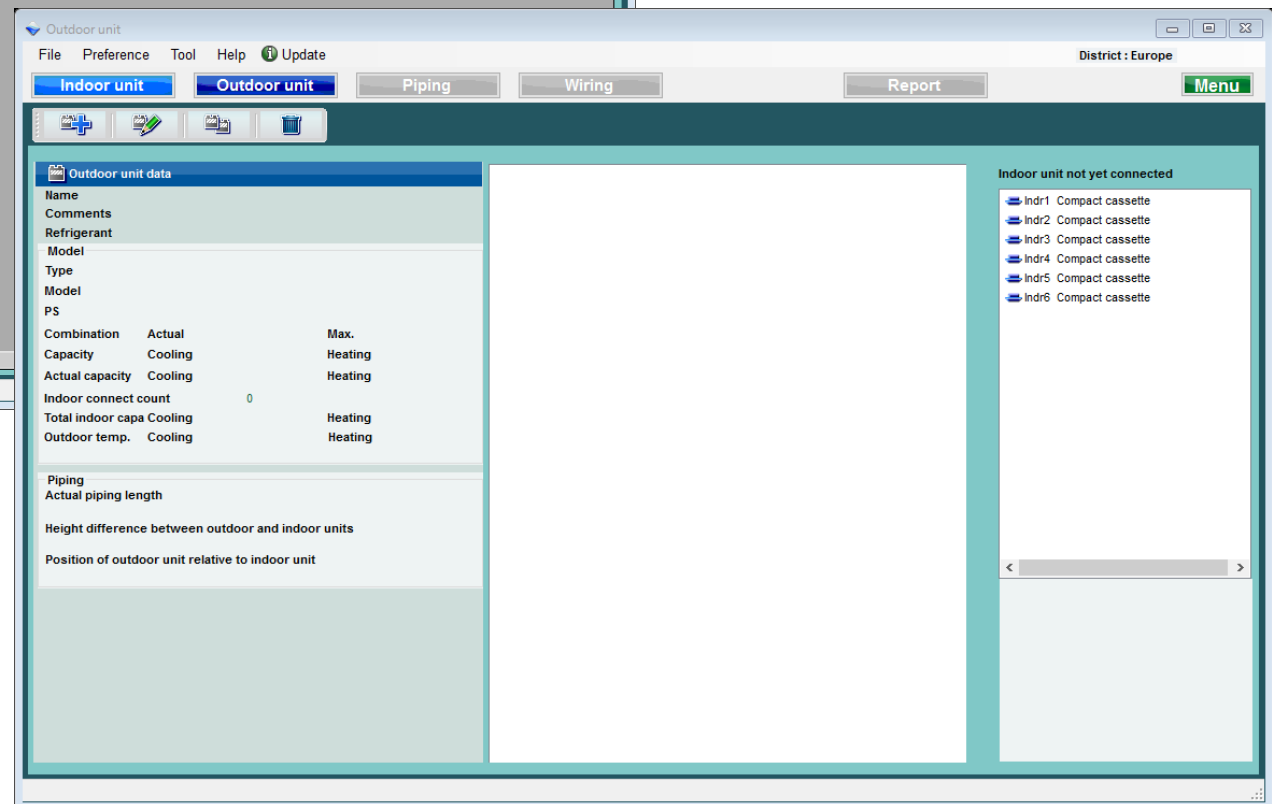 Outdoor unit
File Preference Tool Help Update District : Europe
Indoor unit Outdoor unit Piping Wiring Report Menu
Outdoor unit data
Name
Comments
Refrigerant
Model
Type
Model
PS
Combination Actual Max.
Capacity Cooling Heating
Actual capacity Cooling Heating
Indoor connect count 0
Total indoor capa Cooling Heating
Outdoor temp. Cooling Heating
Piping
Actual piping length
Height difference between outdoor and indoor units
Position of outdoor unit relative to indoor unit
Indoor unit not yet connected
Indr1 Compact cassette
Indr2 Compact cassette
Indr3 Compact cassette
Indr4 Compact cassette
Indr5 Compact cassette
Indr6 Compact cassette